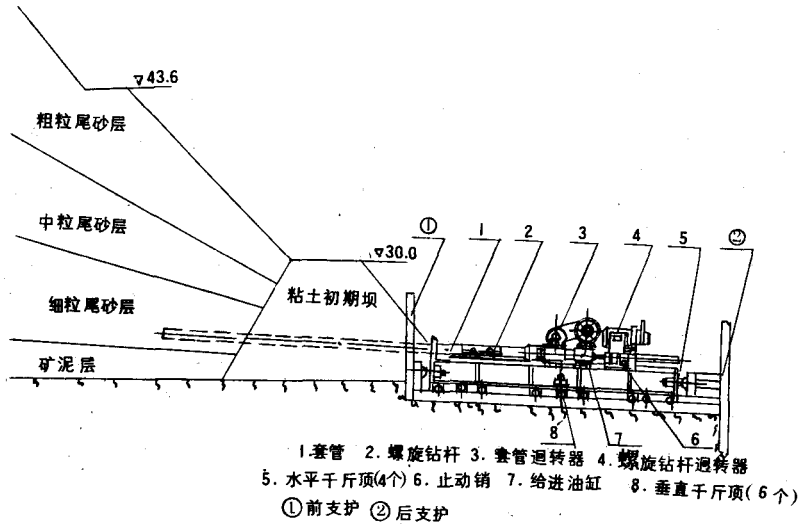 ▽43.6
粗粒尾砂层
中粒尾砂层
▽30.0
① 1 2 3 4 5 ②
粘土初期坝
细粒尾砂层
矿泥层
8 7 6
1.套管 2.螺旋钻杆 3.套管迴转器 4.螺旋钻杆迴转器
5.水平千斤顶(4个) 6.止动销 7.给进油缸 8.垂直千斤顶(6个)
①前支护 ②后支护